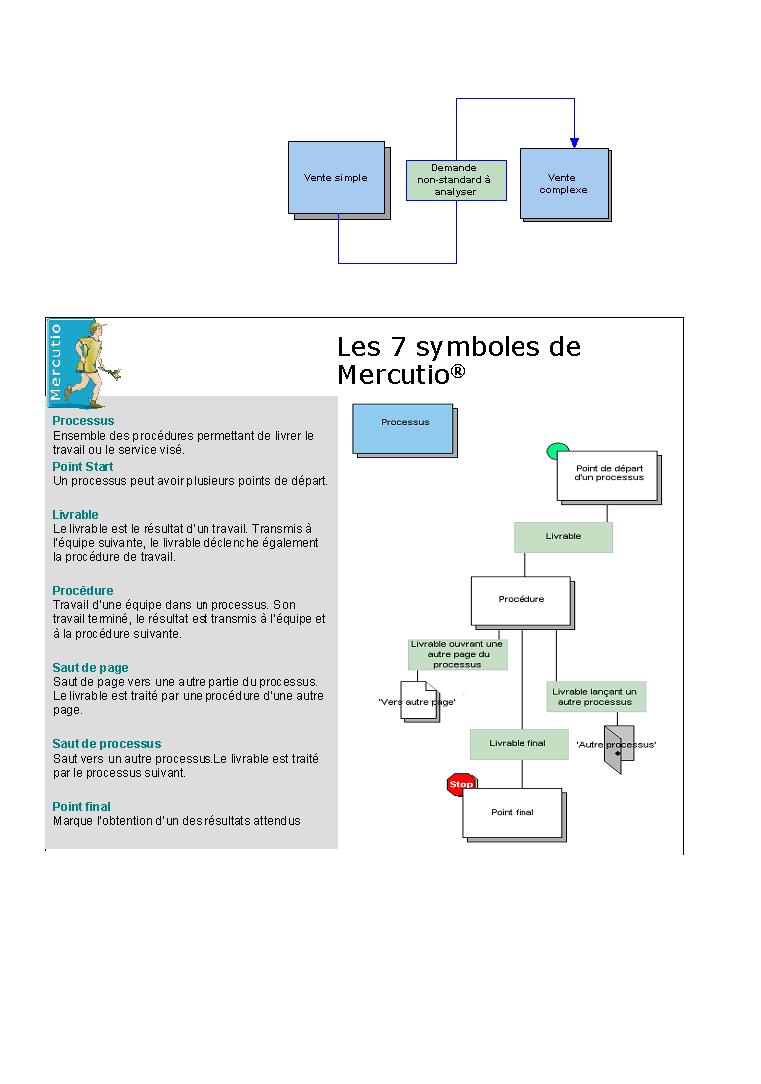 Vente simple
Demande
non-standard à
analyser
Vente
complexe
Mercutio
Les 7 symboles de
Mercutio®
Processus
Ensemble des procédures permettant de livrer le
travail ou le service visé.
Point Start
Un processus peut avoir plusieurs points de départ.
Livrable
Le livrable est le résultat d'un travail. Transmis à
l'équipe suivante, le livrable déclenche également
la procédure de travail.
Procédure
Travail d'une équipe dans un processus. Son
travail terminé, le résultat est transmis à l'équipe et
à la procédure suivante.
Saut de page
Saut de page vers une autre partie du processus.
Le livrable est traité par une procédure d'une autre
page.
Saut de processus
Saut vers un autre processus.Le livrable est traité
par le processus suivant.
Point final
Marque l'obtention d'un des résultats attendus
Processus
Point de départ
d'un processus
Livrable
Procédure
Livrable ouvrant une
autre page du
processus
'Vers autre page'
Livrable lançant un
autre processus
'Autre processus'
Livrable final
Stop
Point final